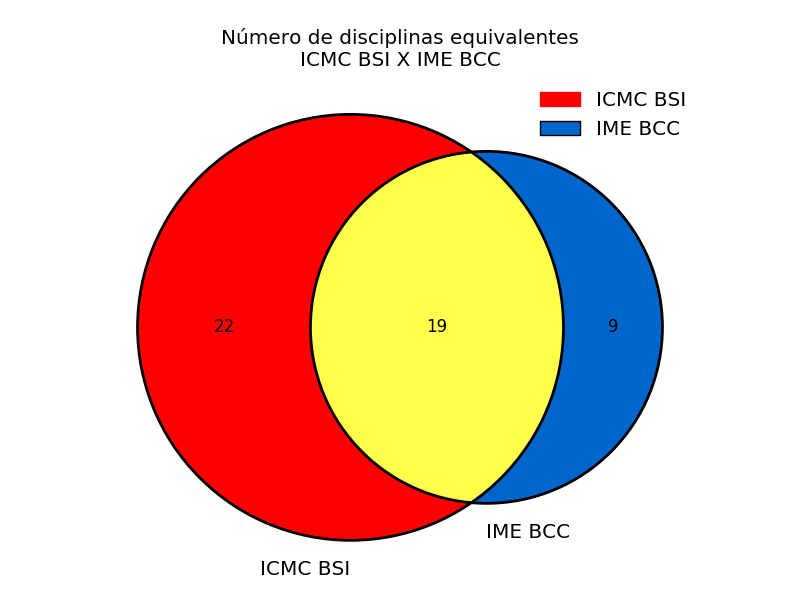 Número de disciplinas equivalentes
ICMC BSI X IME BCC
ICMC BSI
IME BCC
22
19
9
IME BCC
ICMC BSI